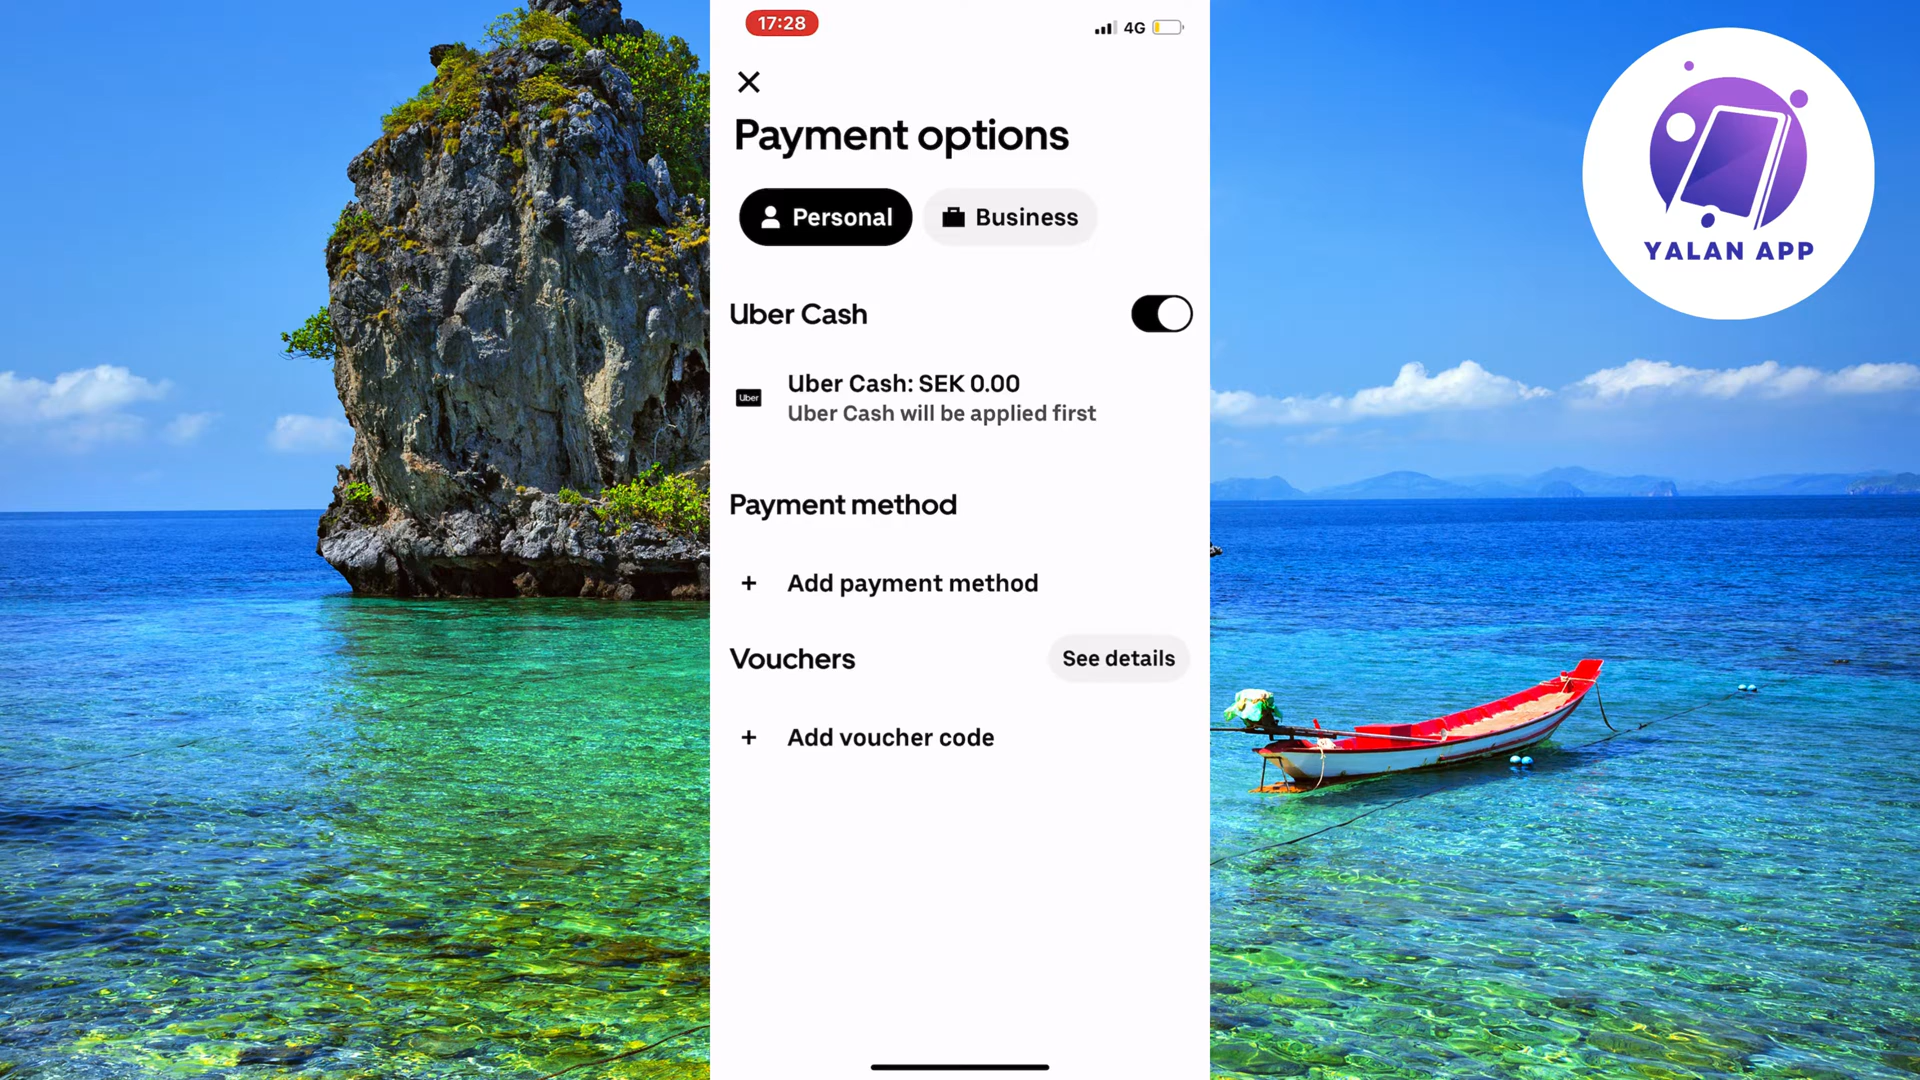 17:28
4G
Payment options
Personal
Business
Uber Cash
Uber
Uber Cash: SEK 0.00
Uber Cash will be applied first
Payment method
+ Add payment method
Vouchers
See details
+ Add voucher code
YALAN APP